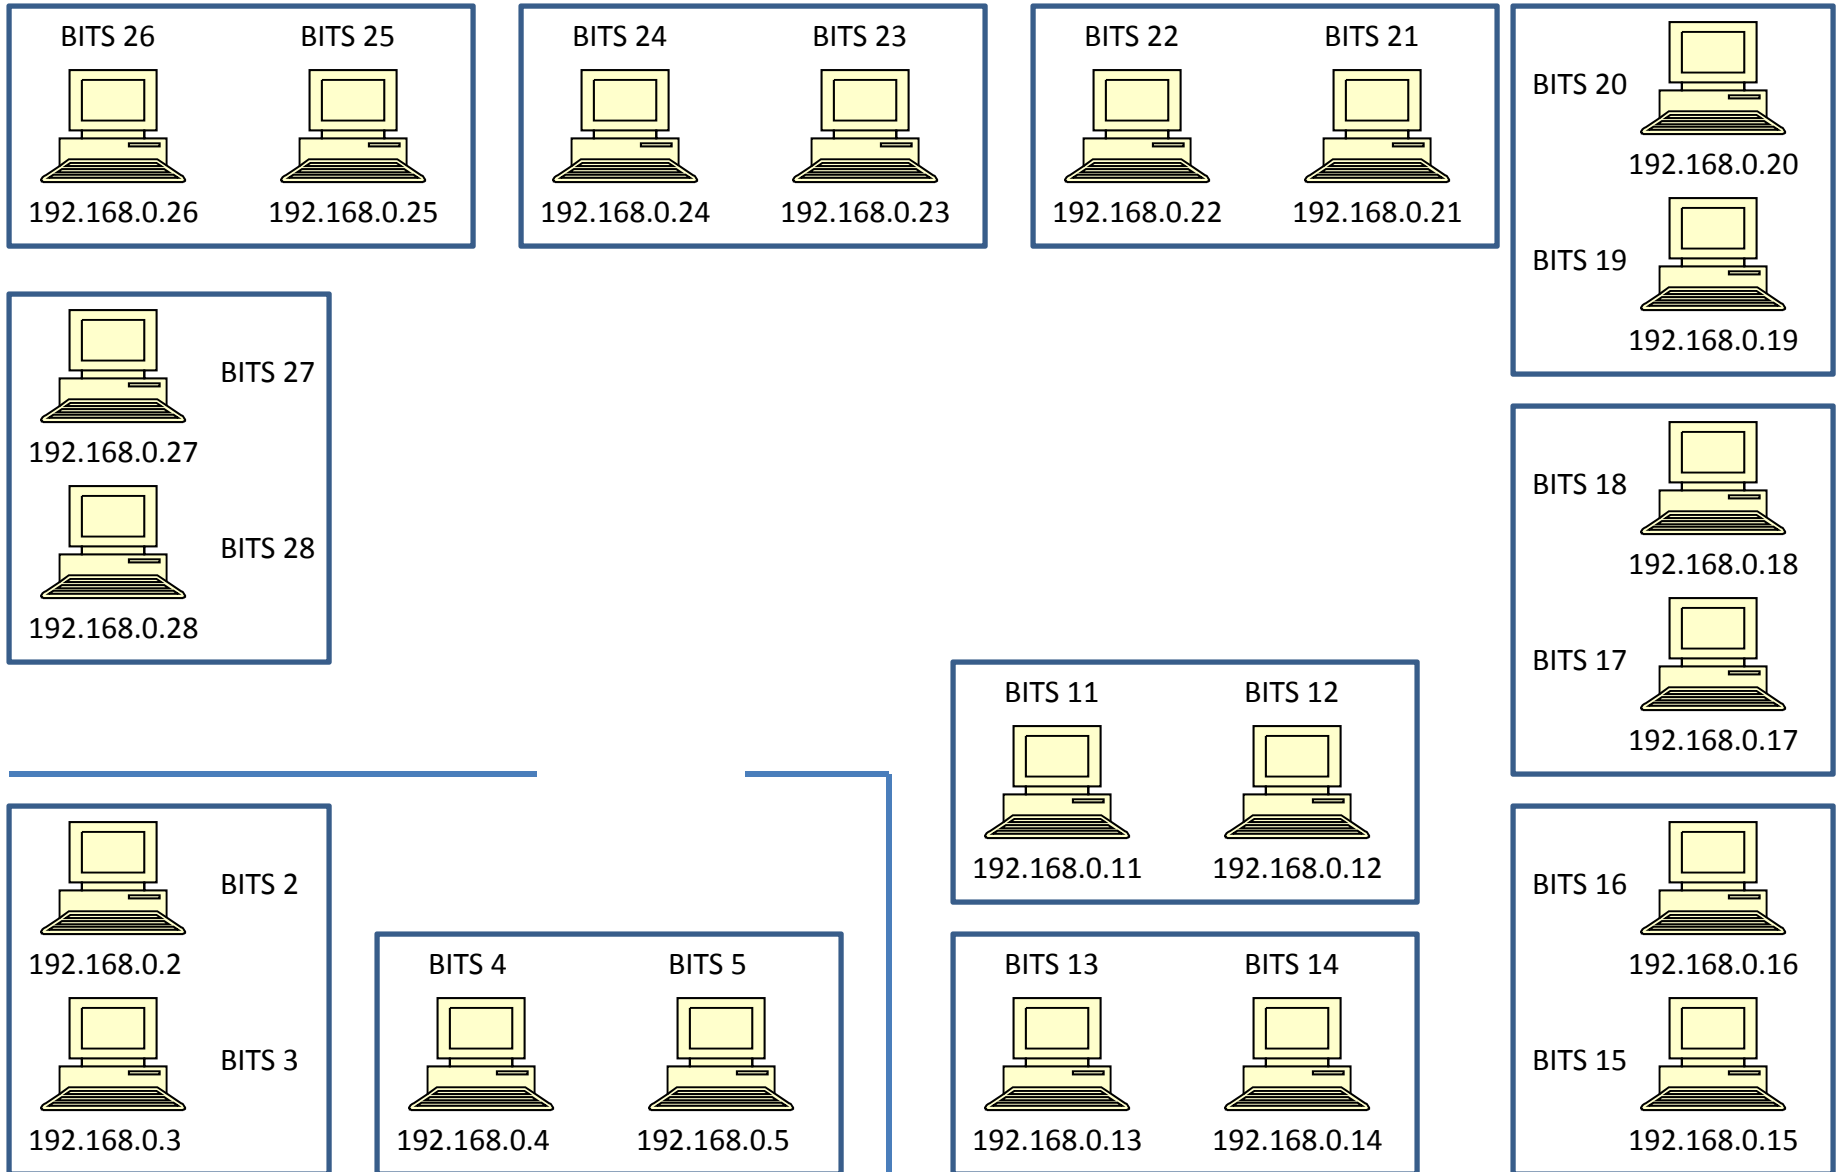 BITS 26 BITS 25 BITS 24 BITS 23 BITS 22 BITS 21
192.168.0.26 192.168.0.25 192.168.0.24 192.168.0.23 192.168.0.22 192.168.0.21
BITS 20
192.168.0.20
BITS 19
192.168.0.19
BITS 27
192.168.0.27
BITS 28
192.168.0.28
BITS 18
192.168.0.18
BITS 17
192.168.0.17
BITS 11 BITS 12
192.168.0.11 192.168.0.12
BITS 2
192.168.0.2
BITS 3
192.168.0.3
BITS 4 BITS 5
192.168.0.4 192.168.0.5
BITS 13 BITS 14
192.168.0.13 192.168.0.14
BITS 16
192.168.0.16
BITS 15
192.168.0.15